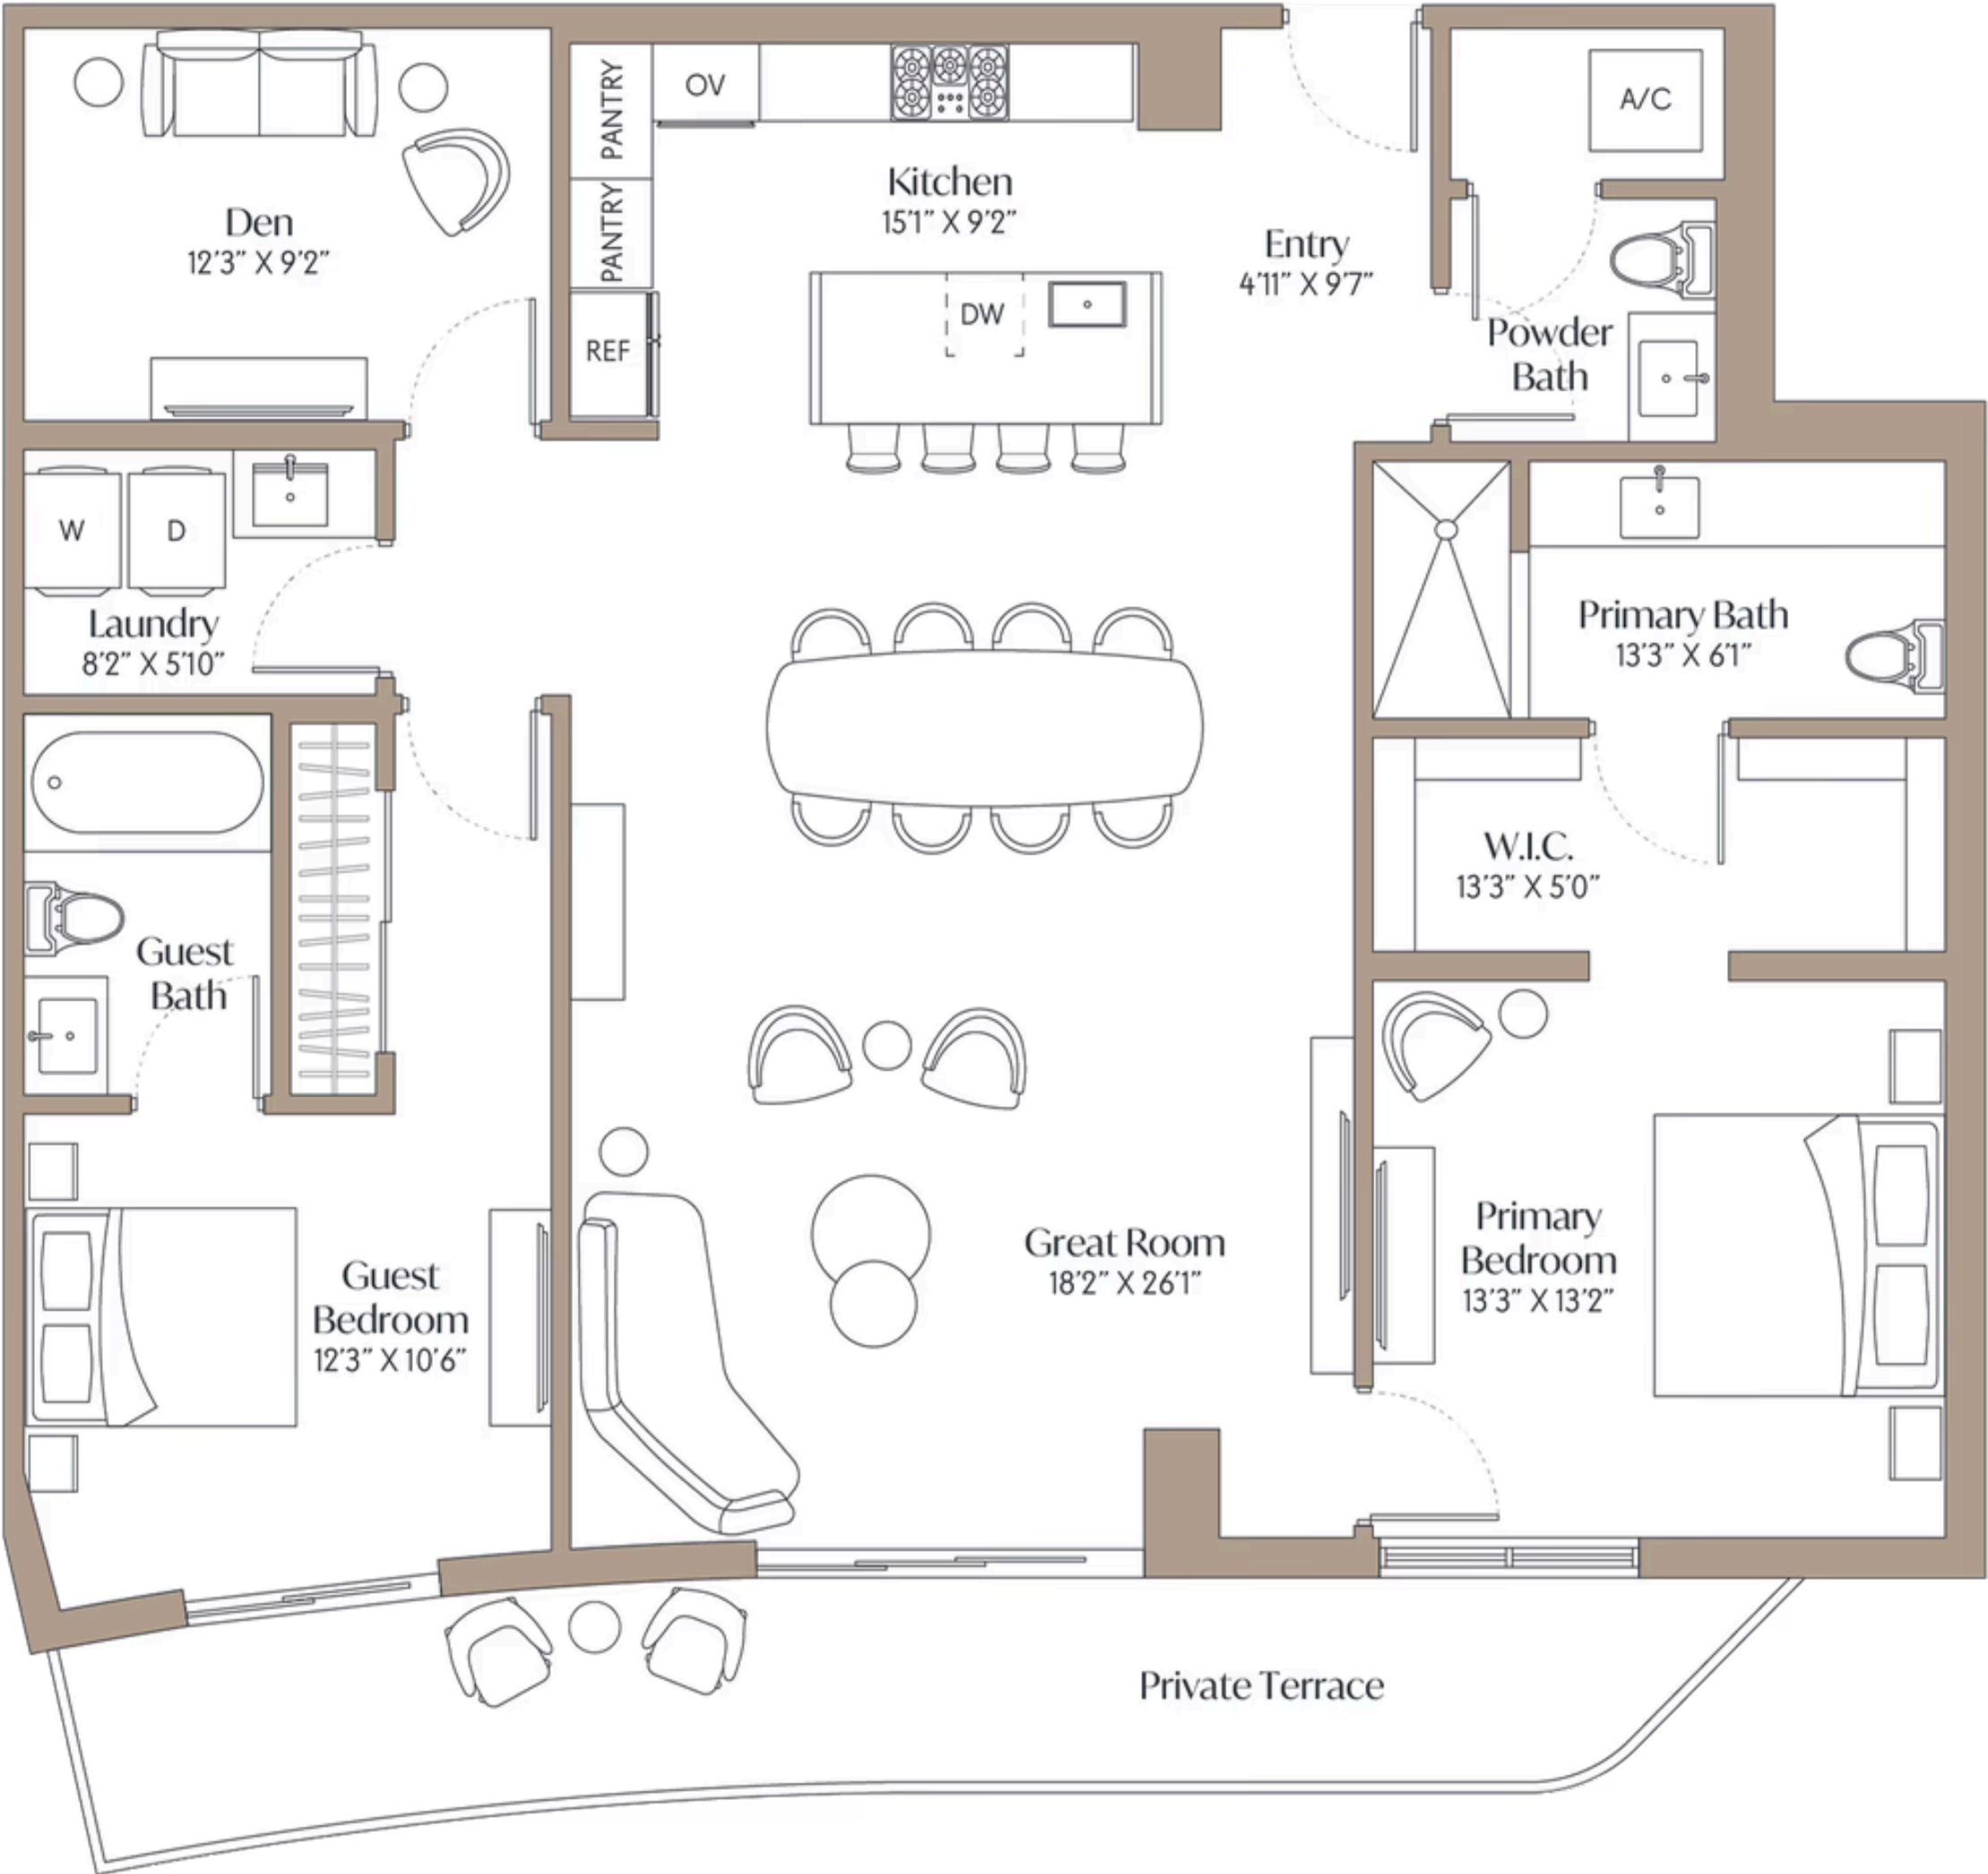 Den
12'3” X 9'2”
PANTRY
PANTRY
OV
REF
Kitchen
15'1” X 9'2”
DW
Entry
4'11” X 9'7”
A/C
Powder
Bath
W
D
Laundry
8'2” X 5'10”
Primary Bath
13'3” X 6'1”
W.I.C.
13'3” X 5'0”
Guest
Bath
Guest
Bedroom
12'3” X 10'6”
Great Room
18'2” X 26'1”
Primary
Bedroom
13'3” X 13'2”
Private Terrace